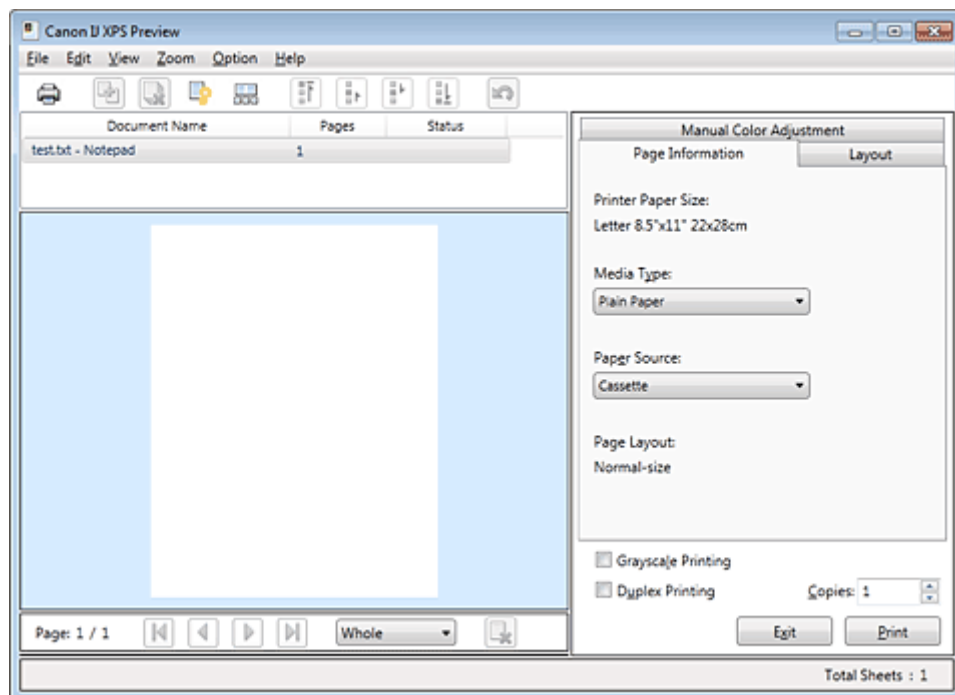 Canon IJ XPS Preview
File Edit View Zoom Option Help
Document Name Pages Status
test.txt - Notepad 1
Manual Color Adjustment
Page Information Layout
Printer Paper Size:
Letter 8.5"x11" 22x28cm
Media Type:
Plain Paper
Paper Source:
Cassette
Page Layout:
Normal-size
Grayscale Printing
Duplex Printing Copies: 1
Page: 1 / 1 Whole Exit Print
Total Sheets : 1